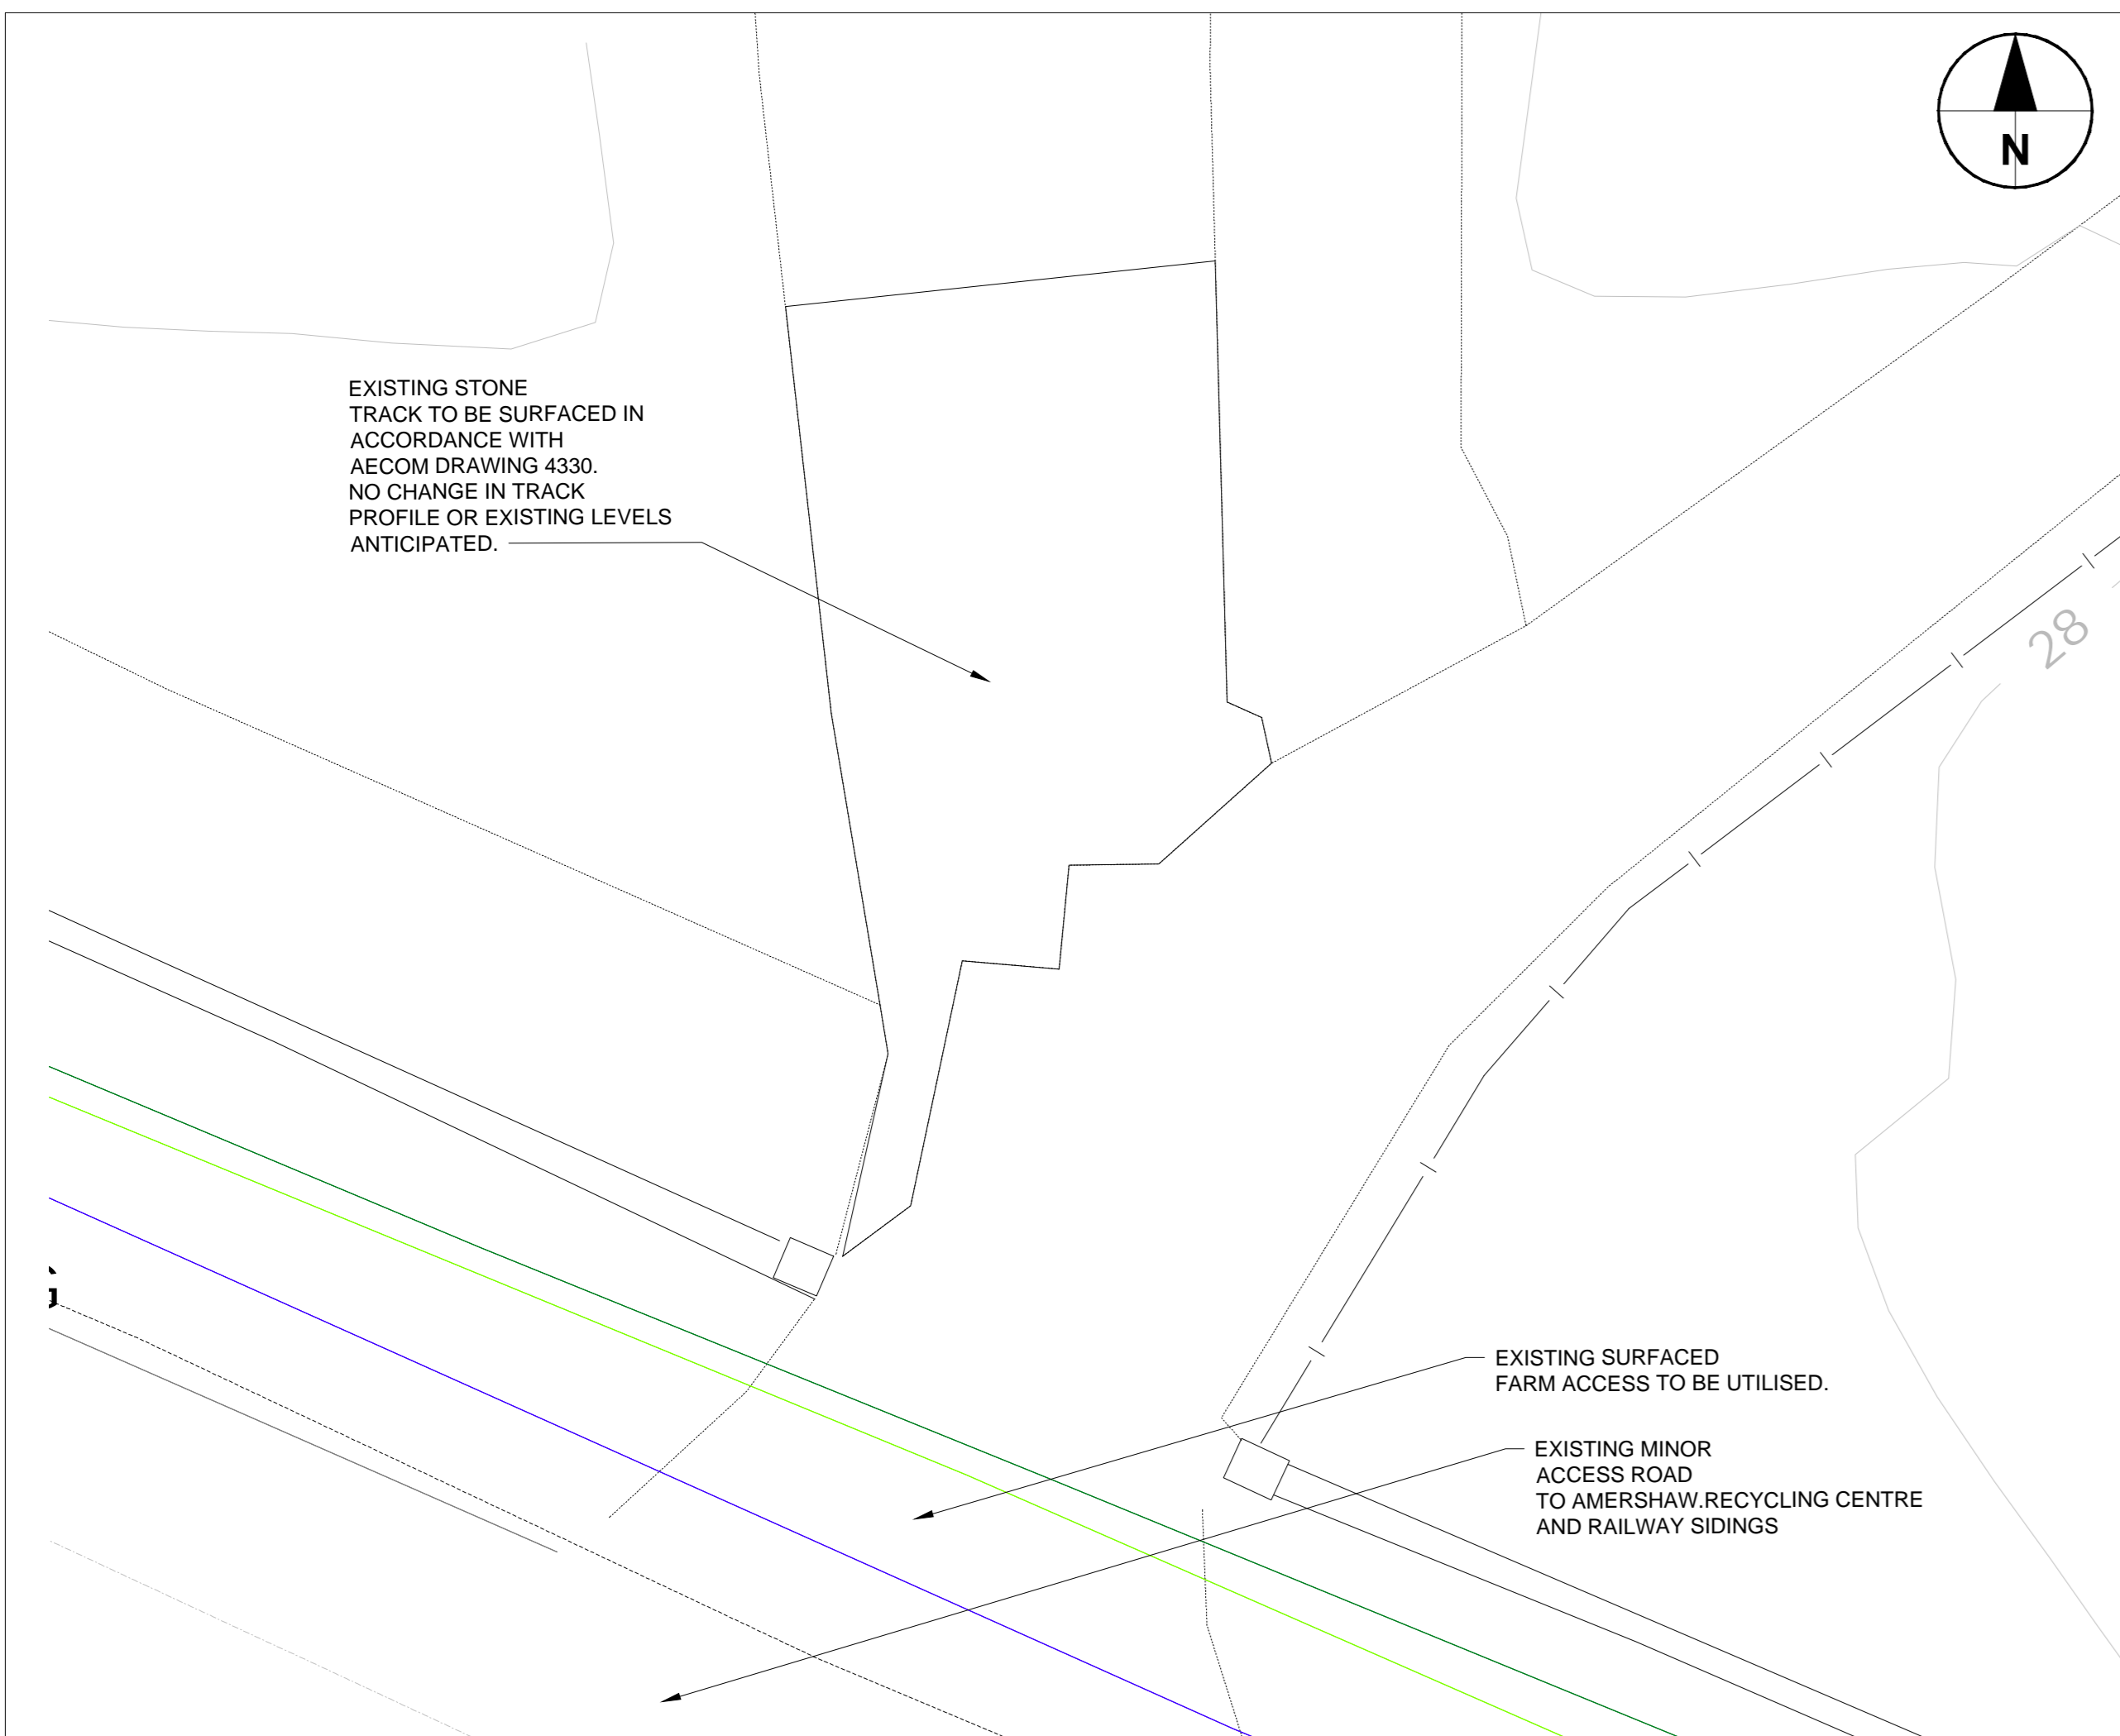 N
EXISTING STONE
TRACK TO BE SURFACED IN
ACCORDANCE WITH
AECOM DRAWING 4330.
NO CHANGE IN TRACK
PROFILE OR EXISTING LEVELS
ANTICIPATED.
28
EXISTING SURFACED
FARM ACCESS TO BE UTILISED.
EXISTING MINOR
ACCESS ROAD
TO AMERSHAW.RECYCLING CENTRE
AND RAILWAY SIDINGS